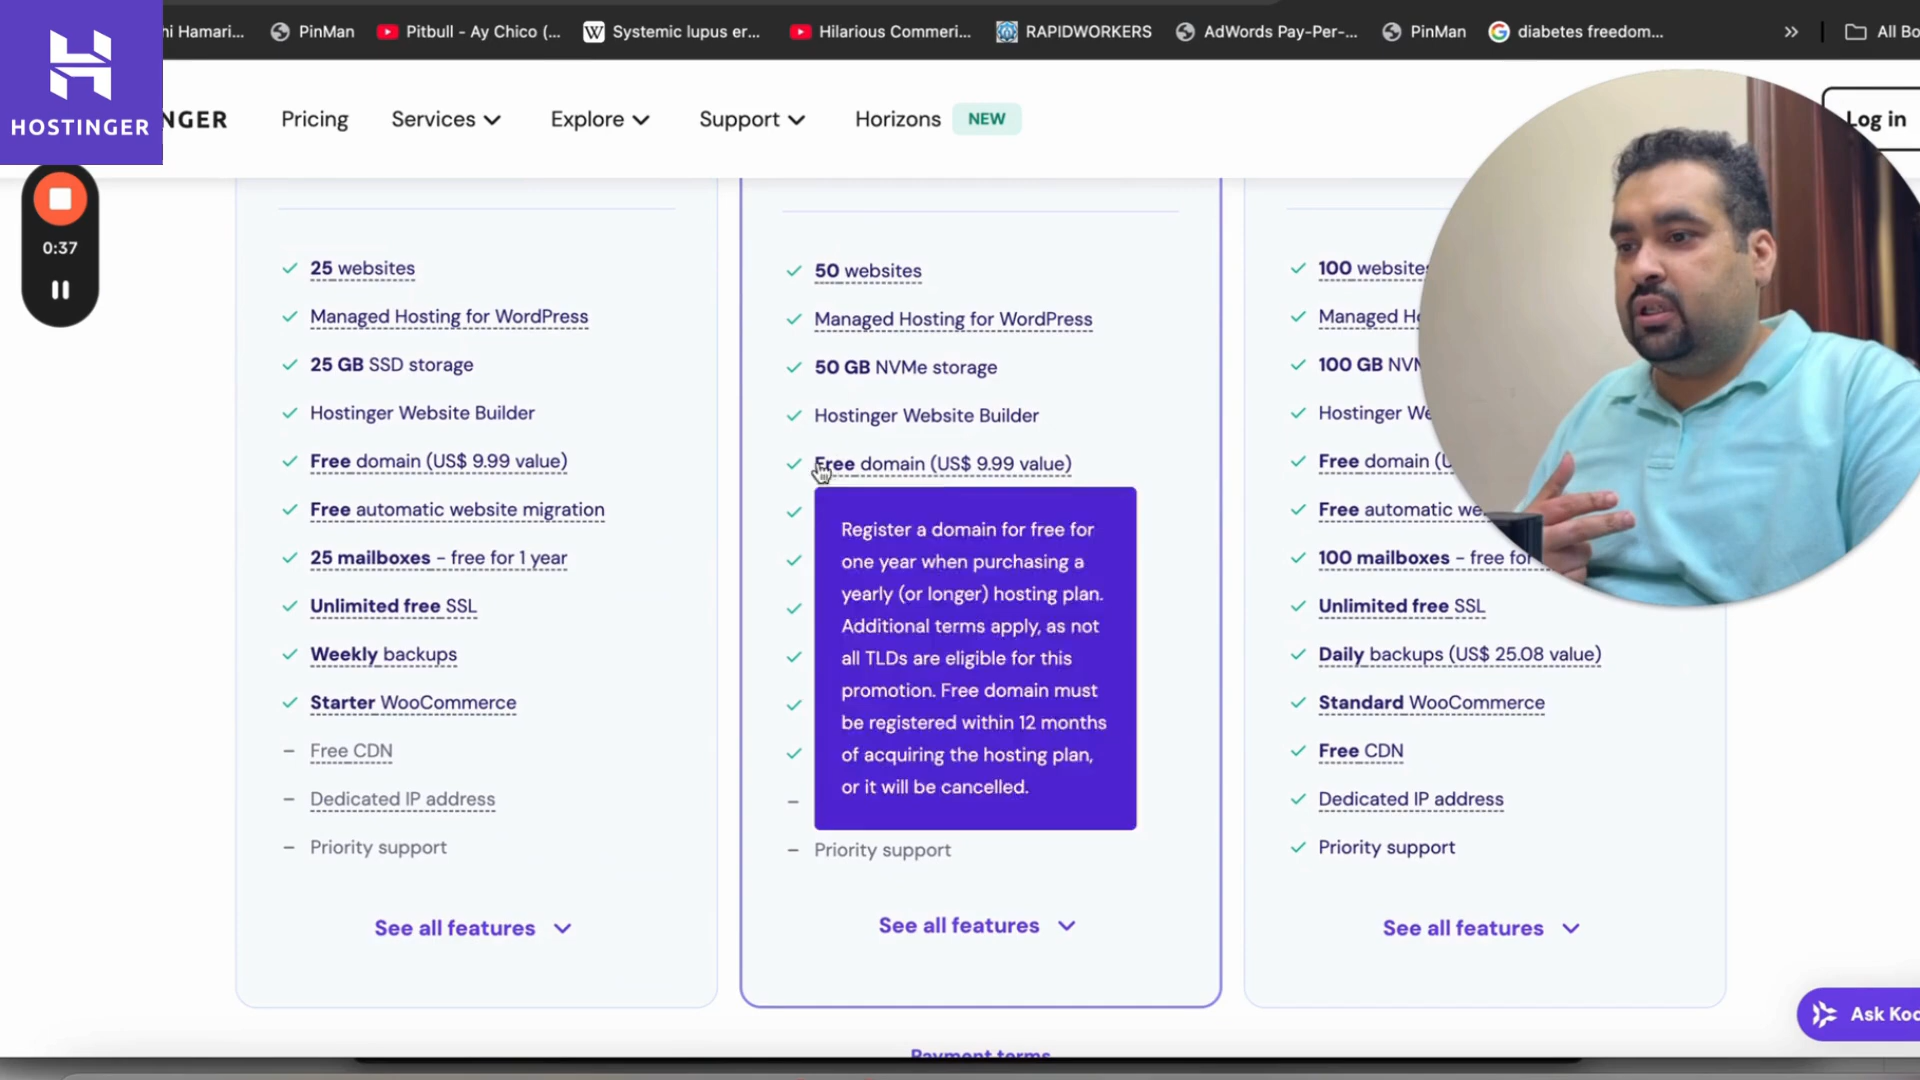 hi Hamari...
PinMan
Pitbull - Ay Chico (...
W
Systemic lupus er...
Hilarious Commeri...
RAPIDWORKERS
AdWords Pay-Per-...
PinMan
diabetes freedom...
»
All Bo
HOSTINGER
NGER
Pricing
Services
Explore
Support
Horizons
NEW
Log in
0:37
25 websites
Managed Hosting for WordPress
25 GB SSD storage
Hostinger Website Builder
Free domain (US$ 9.99 value)
Free automatic website migration
25 mailboxes – free for 1 year
Unlimited free SSL
Weekly backups
Starter WooCommerce
– Free CDN
– Dedicated IP address
– Priority support
See all features
50 websites
Managed Hosting for WordPress
50 GB NVMe storage
Hostinger Website Builder
Free domain (US$ 9.99 value)
Register a domain for free for
one year when purchasing a
yearly (or longer) hosting plan.
Additional terms apply, as not
all TLDs are eligible for this
promotion. Free domain must
be registered within 12 months
of acquiring the hosting plan,
or it will be cancelled.
– Priority support
See all features
100 website
Managed H
100 GB NV
Hostinger We
Free domain (U
Free automatic we
100 mailboxes – free for
Unlimited free SSL
Daily backups (US$ 25.08 value)
Standard WooCommerce
Free CDN
Dedicated IP address
Priority support
See all features
Ask Ko
Payment terms